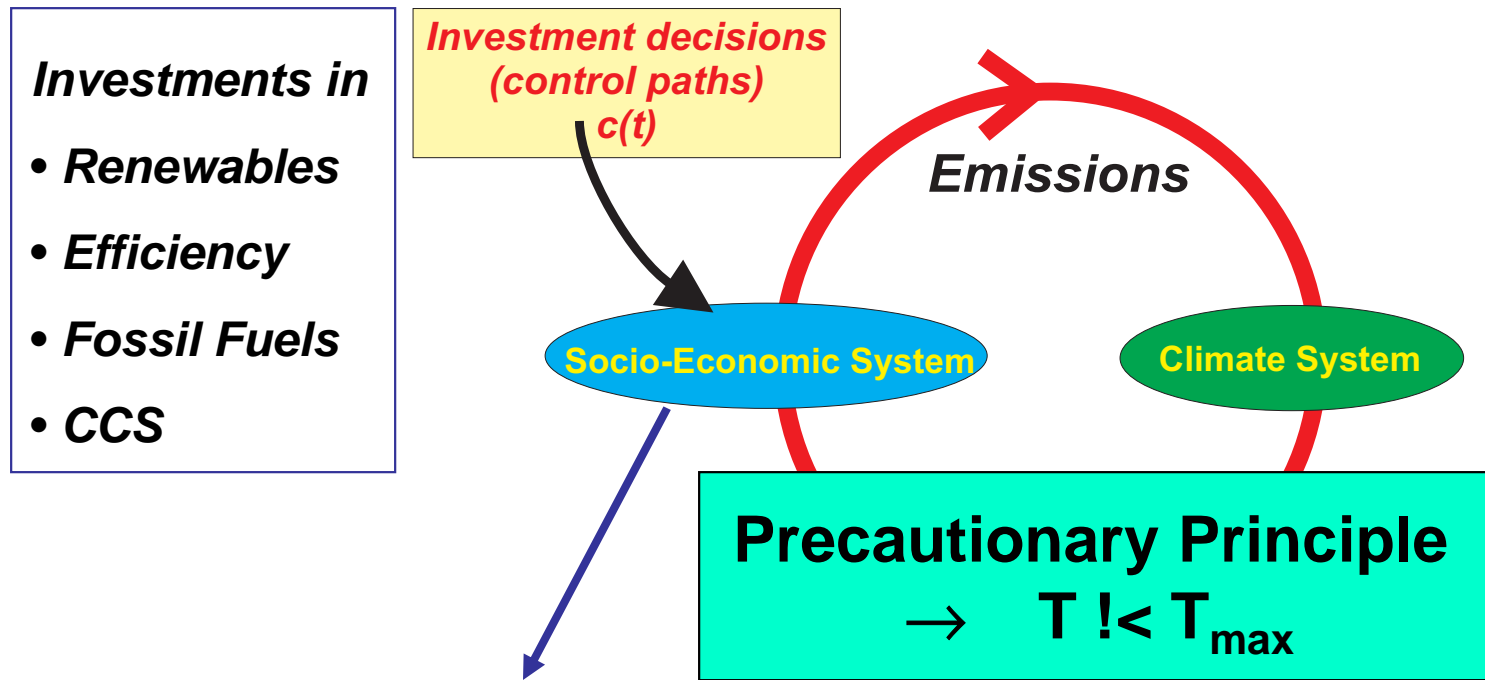 Investments in
• Renewables
• Efficiency
• Fossil Fuels
• CCS
Investment decisions
(control paths)
c(t)
Emissions
Socio-Economic System
Climate System
Precautionary Principle
→ T !< Tmax